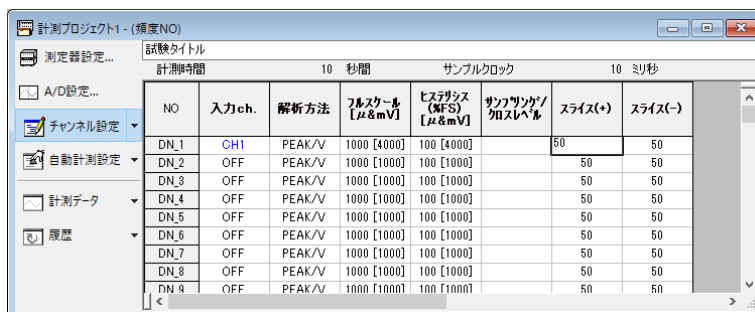 計測プロジェクト1 - (頻度NO)
測定器設定...
A/D設定...
チャンネル設定
自動計測設定
計測データ
履歴
試験タイトル
計測時間 10 秒間 サンプルクロック 10 ミリ秒
NO 入力ch. 解析方法 フルスケール [μ&mV] ヒステリシス (%FS) [μ&mV] サンプリング/クロスレベル スライス(+) スライス(-)
DN_1 CH1 PEAK/V 1000 [4000] 100 [4000] 50 50
DN_2 OFF PEAK/V 1000 [1000] 100 [1000] 50 50
DN_3 OFF PEAK/V 1000 [1000] 100 [1000] 50 50
DN_4 OFF PEAK/V 1000 [1000] 100 [1000] 50 50
DN_5 OFF PEAK/V 1000 [1000] 100 [1000] 50 50
DN_6 OFF PEAK/V 1000 [1000] 100 [1000] 50 50
DN_7 OFF PEAK/V 1000 [1000] 100 [1000] 50 50
DN_8 OFF PEAK/V 1000 [1000] 100 [1000] 50 50
DN_9 OFF PEAK/V 1000 [1000] 100 [1000] 50 50